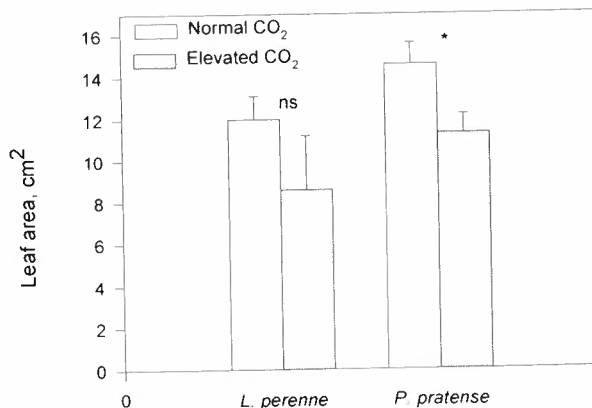 Normal CO2
Elevated CO2
*
ns
Leaf area, cm2
16
14
12
10
8
6
4
2
0
0
L. perenne
P. pratense